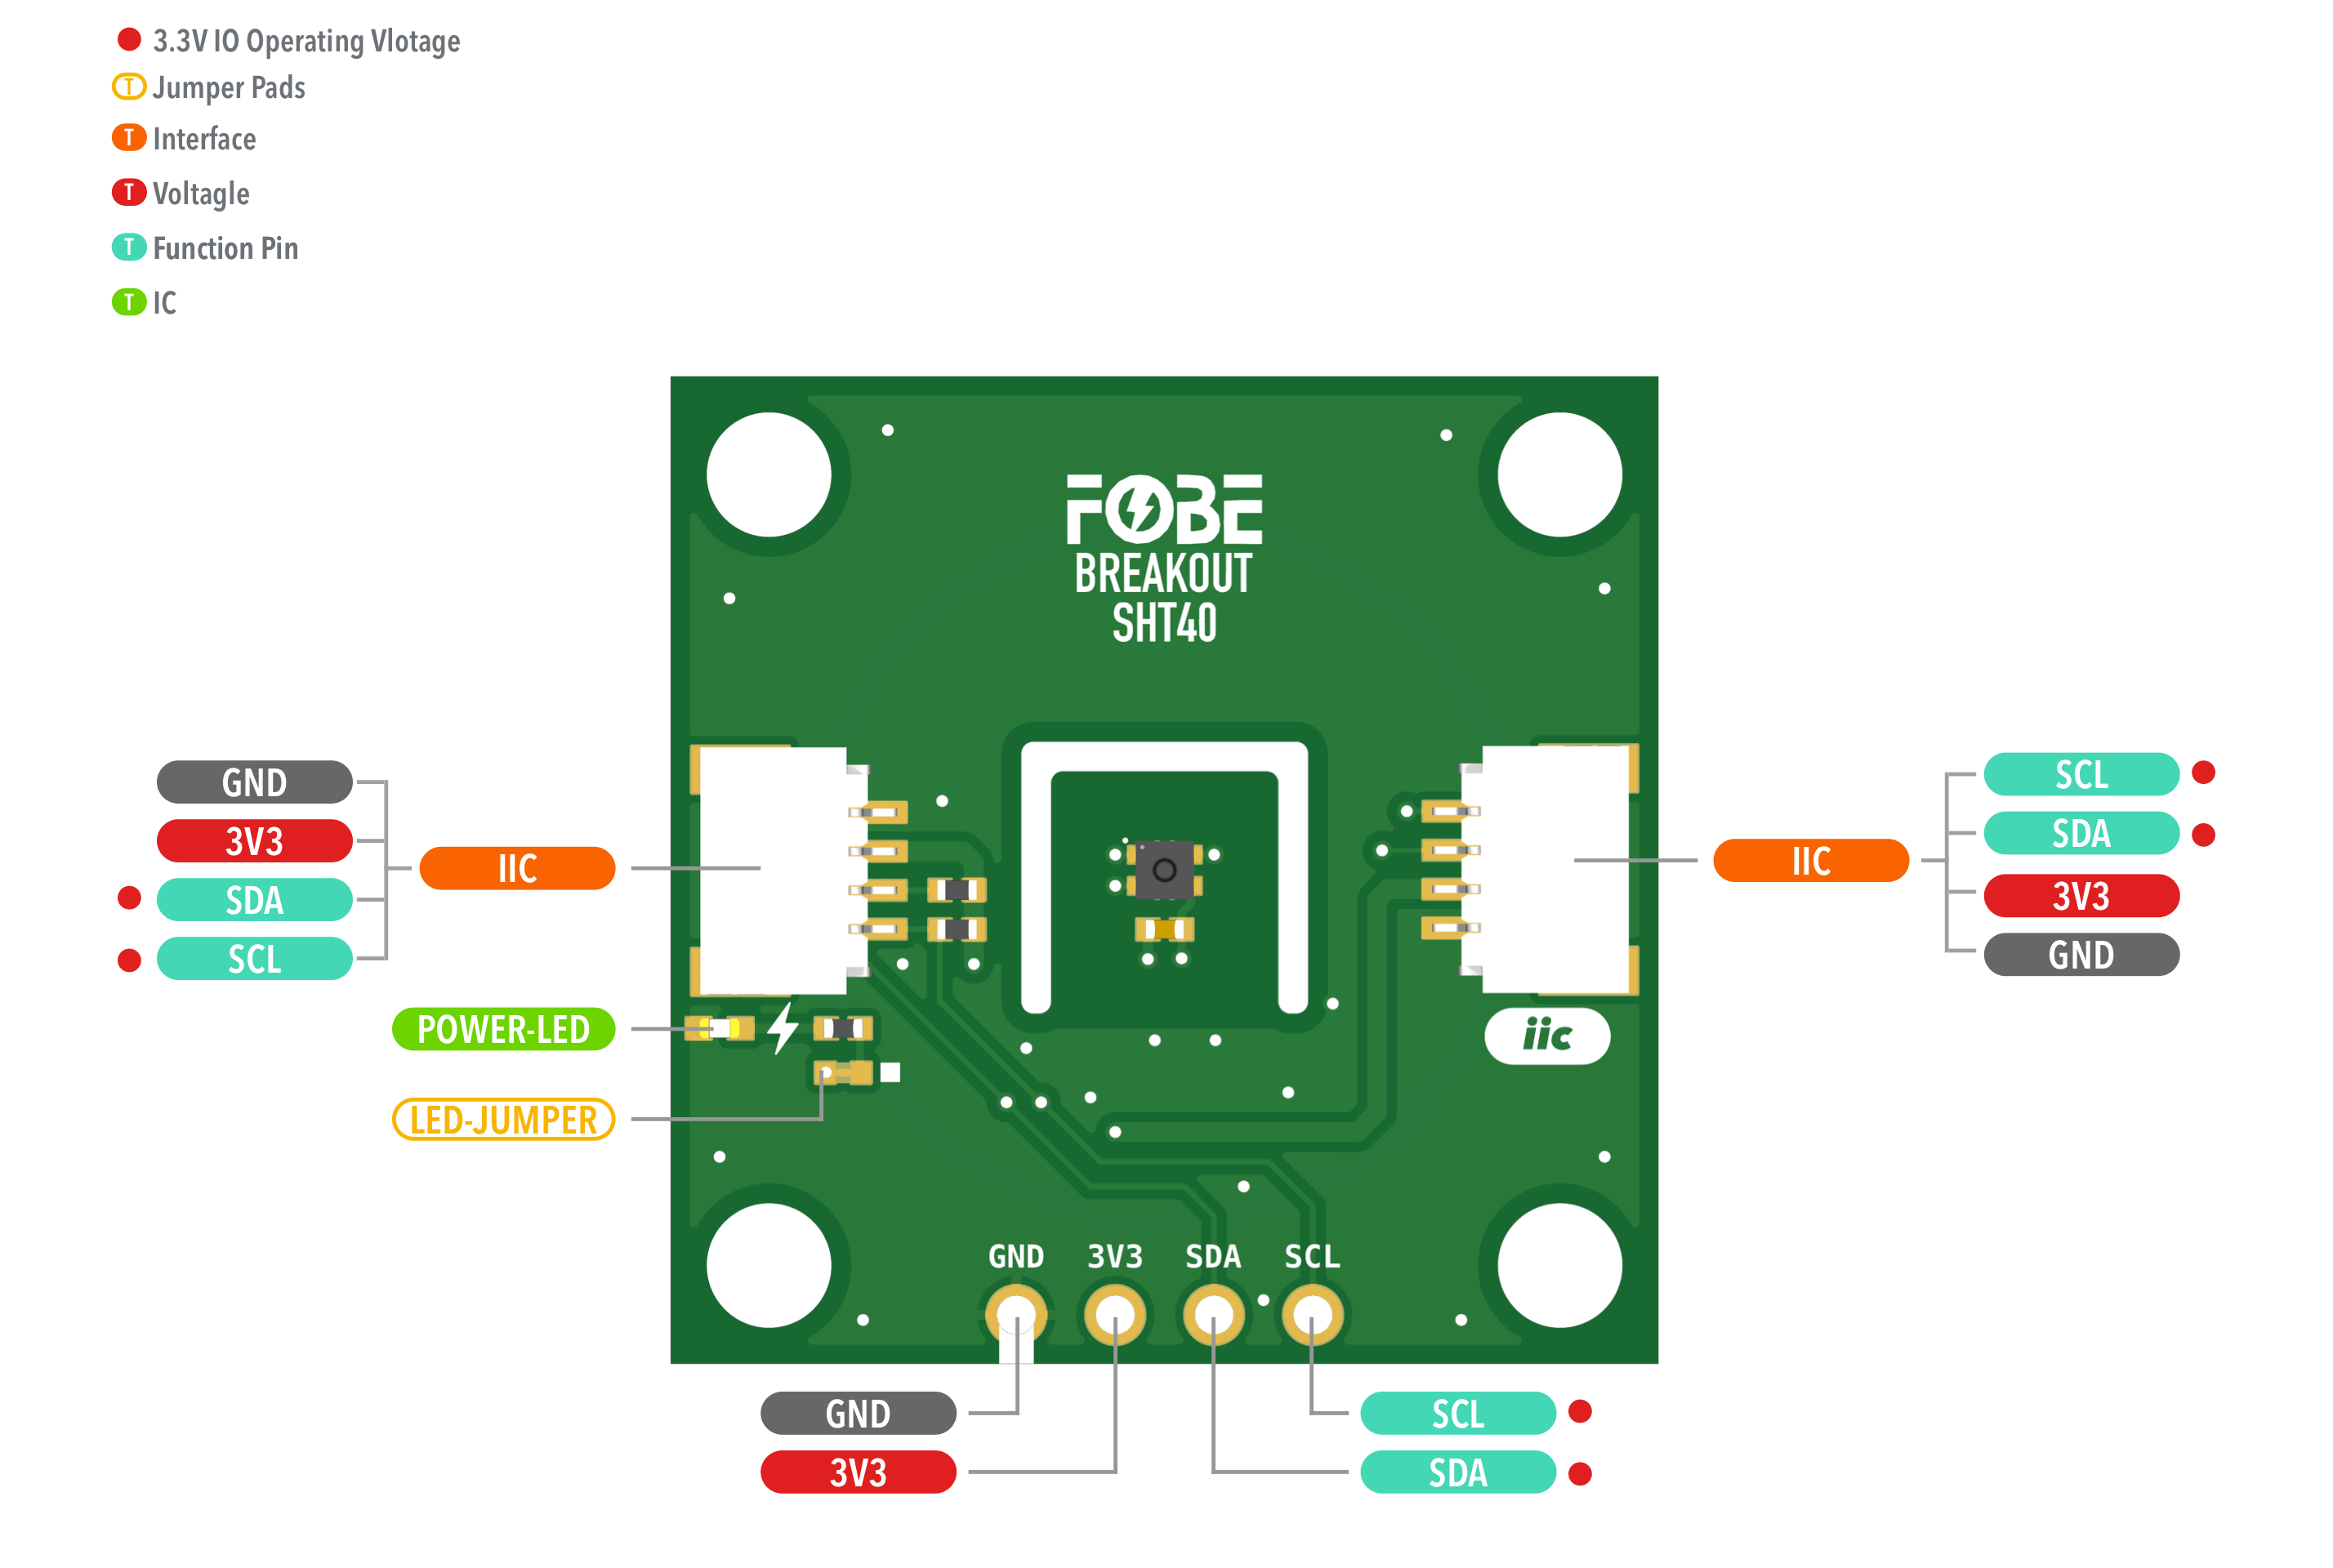 3.3V IO Operating Vlotage
T Jumper Pads
T Interface
T Voltagle
T Function Pin
T IC
FOBE
BREAKOUT
SHT40
GND
3V3
SDA
SCL
IIC
POWER-LED
LED-JUMPER
IIC
SCL
SDA
3V3
GND
iic
GND 3V3 SDA SCL
GND
3V3
SCL
SDA